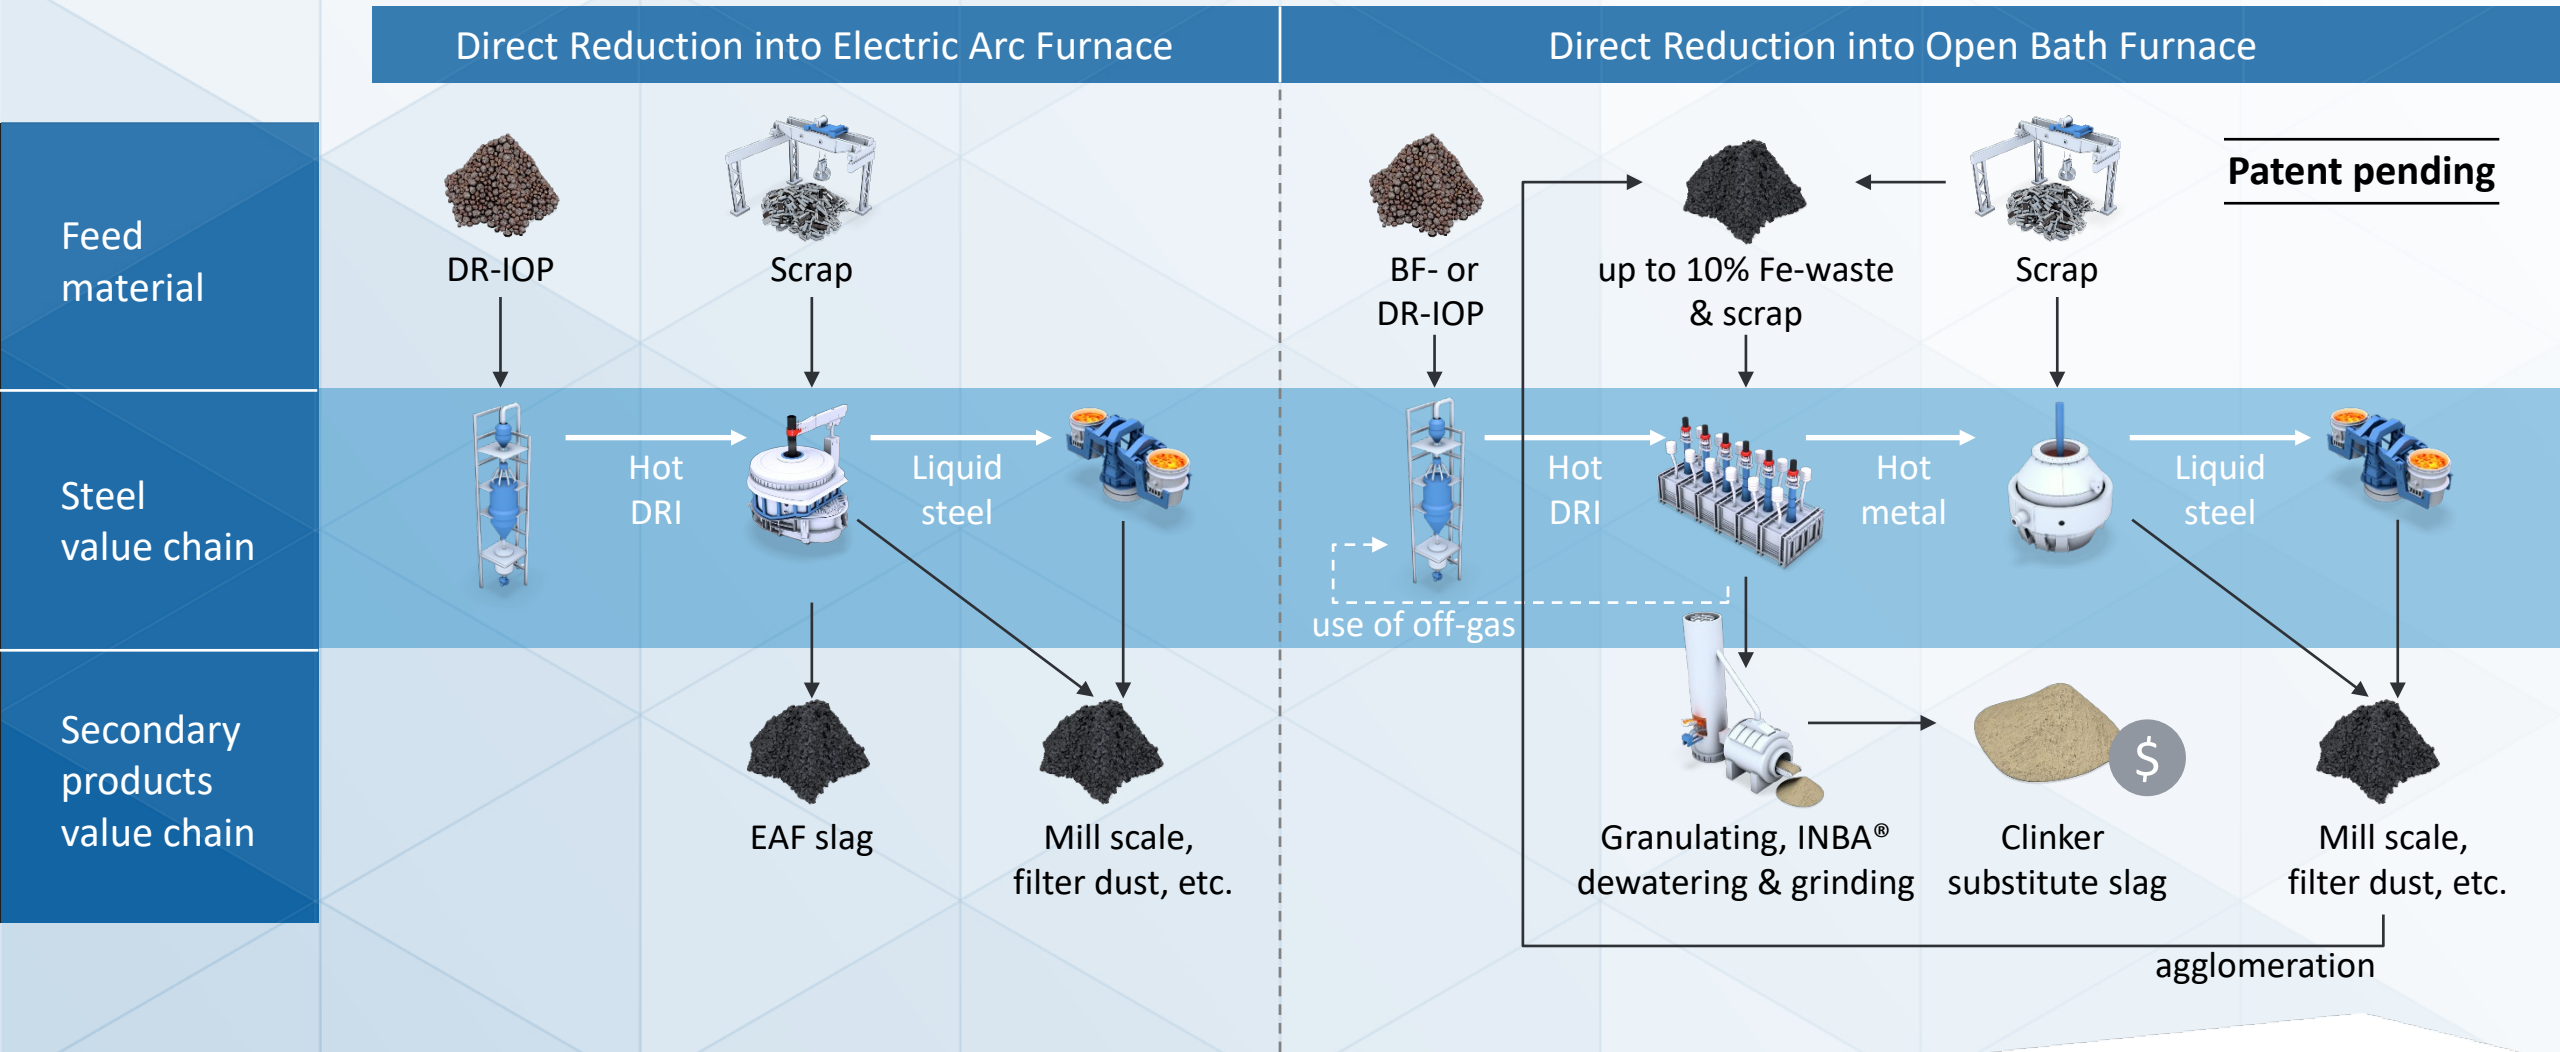 Direct Reduction into Electric Arc Furnace
Direct Reduction into Open Bath Furnace
Feed
material
DR-IOP
Scrap
BF- or
DR-IOP
up to 10% Fe-waste
& scrap
Scrap
Patent pending
Steel
value chain
Hot
DRI
Liquid
steel
Hot
DRI
Hot
metal
Liquid
steel
use of off-gas
Secondary
products
value chain
EAF slag
Mill scale,
filter dust, etc.
Granulating, INBA®
dewatering & grinding
Clinker
substitute slag
$
Mill scale,
filter dust, etc.
agglomeration